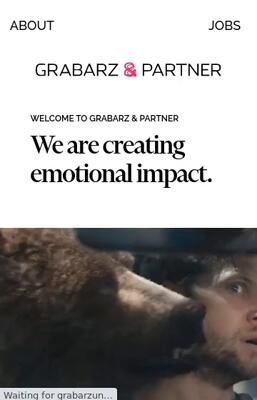 ABOUT
JOBS
GRABARZ & PARTNER
WELCOME TO GRABARZ & PARTNER
We are creating
emotional impact.
Waiting for grabarzun...